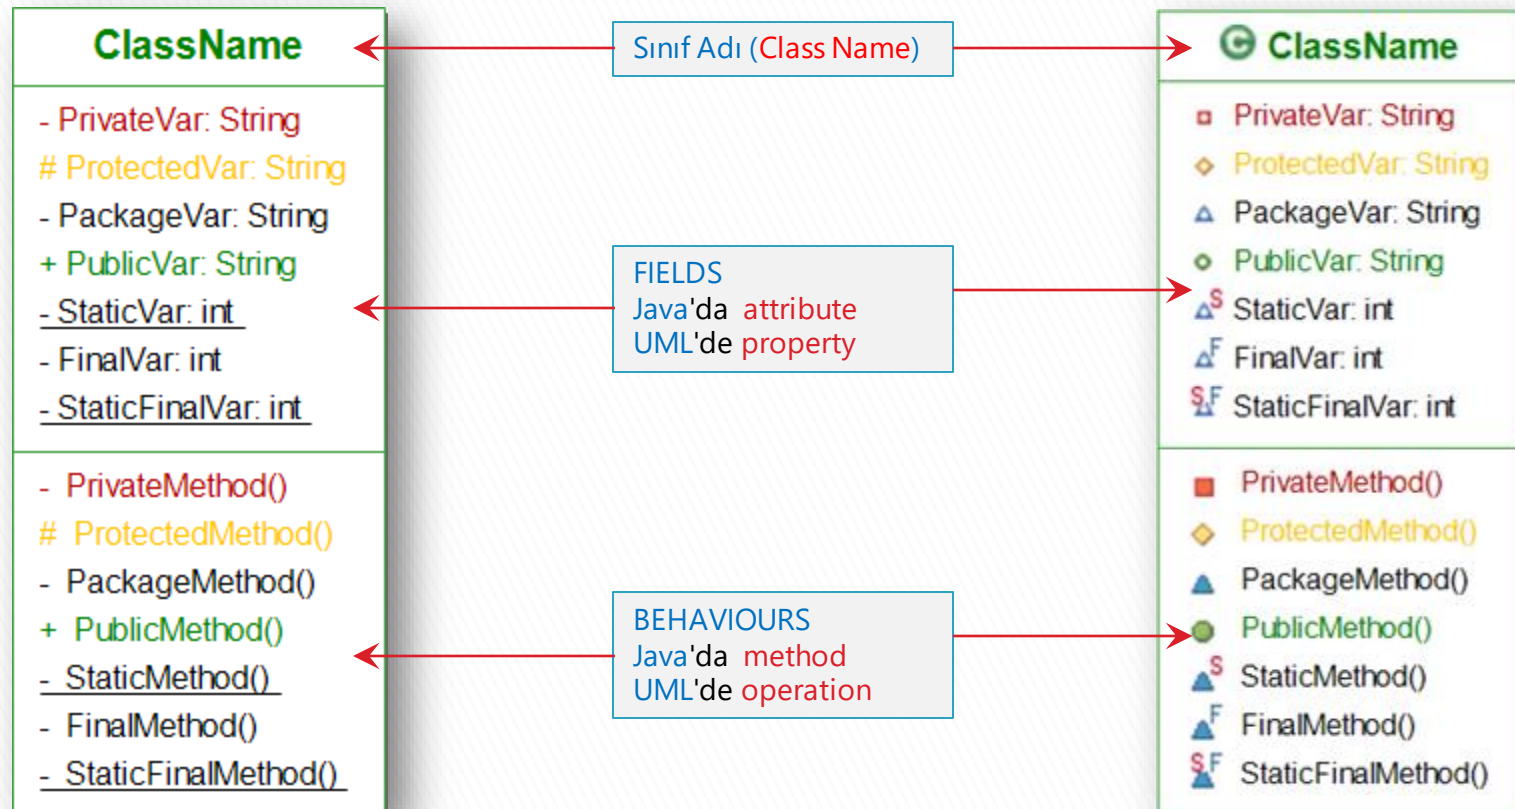 ClassName
- PrivateVar: String
# ProtectedVar: String
- PackageVar: String
+ PublicVar: String
- StaticVar: int
- FinalVar: int
- StaticFinalVar: int
- PrivateMethod()
# ProtectedMethod()
- PackageMethod()
+ PublicMethod()
- StaticMethod()
- FinalMethod()
- StaticFinalMethod()
Sınıf Adı (Class Name)
FIELDS
Java'da attribute
UML'de property
BEHAVIOURS
Java'da method
UML'de operation
C ClassName
PrivateVar: String
ProtectedVar: String
PackageVar: String
PublicVar: String
S StaticVar: int
F FinalVar: int
S F StaticFinalVar: int
PrivateMethod()
ProtectedMethod()
PackageMethod()
PublicMethod()
S StaticMethod()
F FinalMethod()
S F StaticFinalMethod()